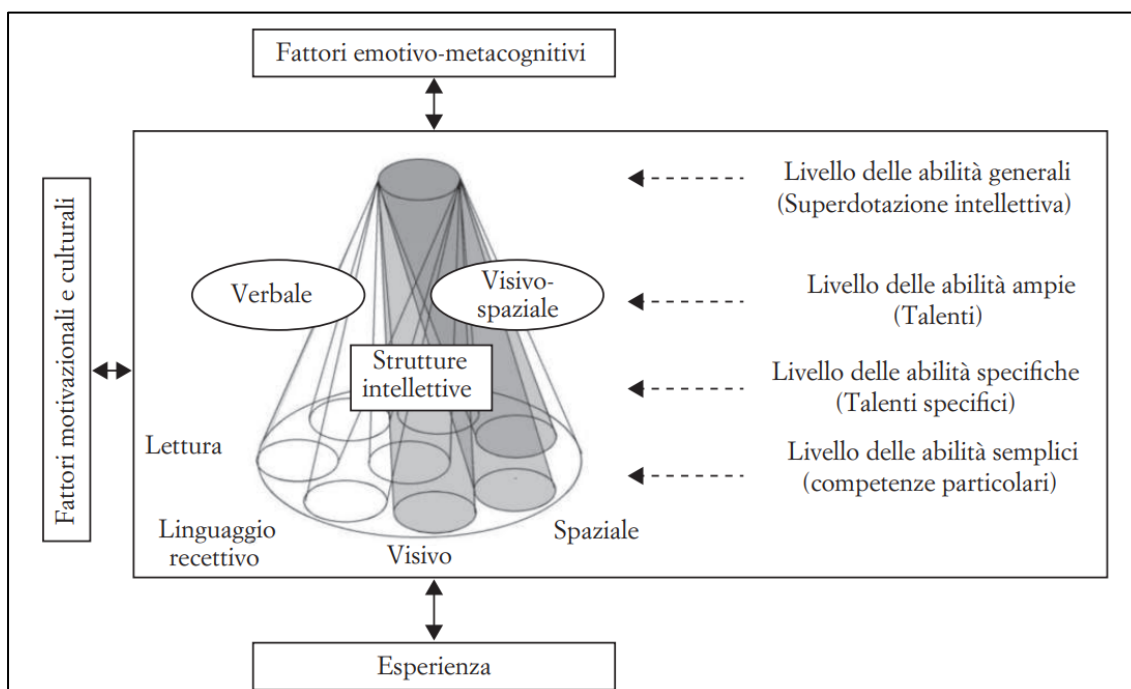 Fattori emotivo-metacognitivi
Fattori motivazionali e culturali
Livello delle abilità generali
(Superdotazione intellettiva)
Verbale
Visivo-
spaziale
Livello delle abilità ampie
(Talenti)
Strutture
intellettive
Livello delle abilità specifiche
(Talenti specifici)
Lettura
Livello delle abilità semplici
(competenze particolari)
Linguaggio
recettivo
Visivo
Spaziale
Esperienza